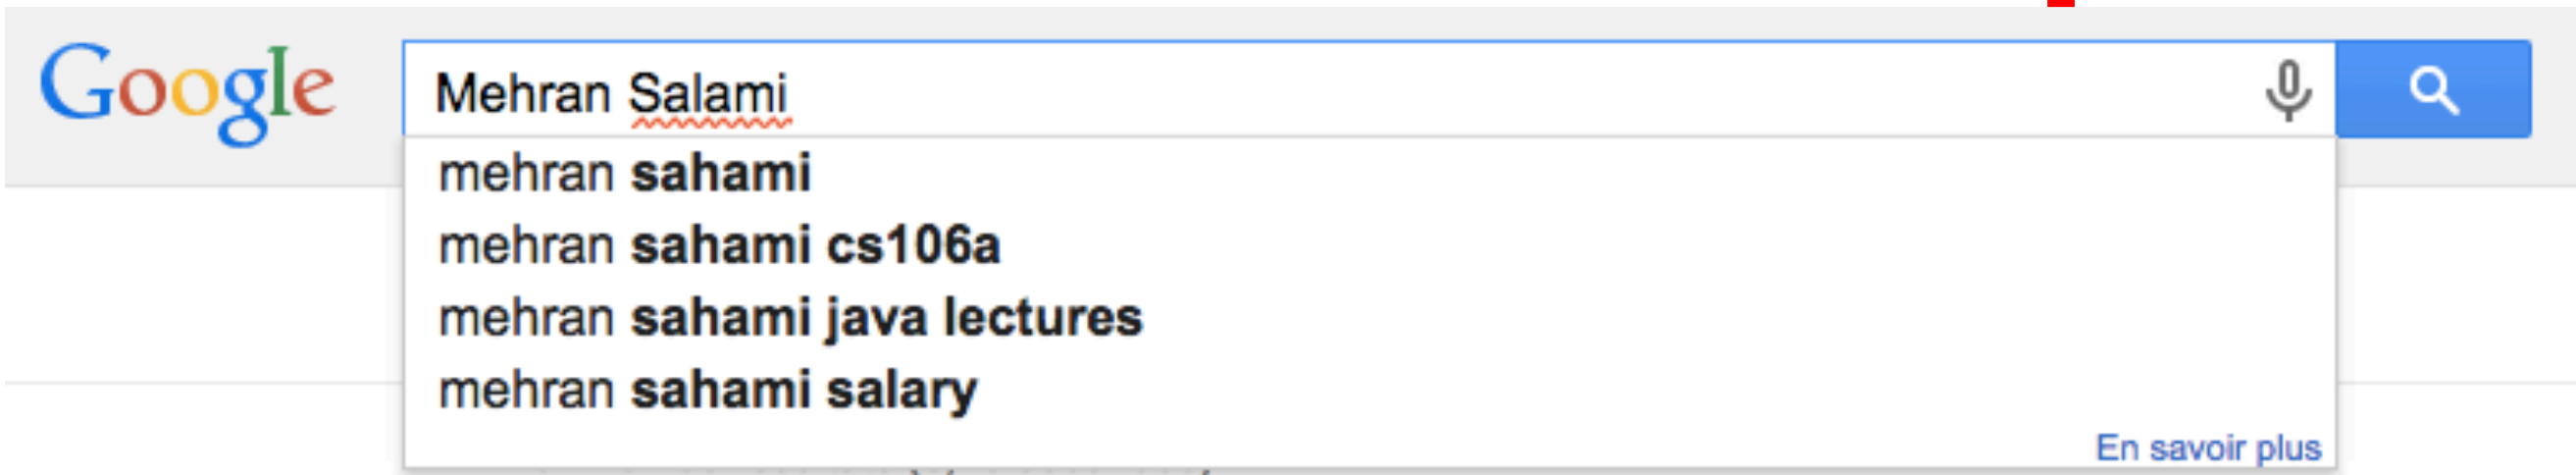 Google
Mehran Salami
mehran sahami
mehran sahami cs106a
mehran sahami java lectures
mehran sahami salary
En savoir plus